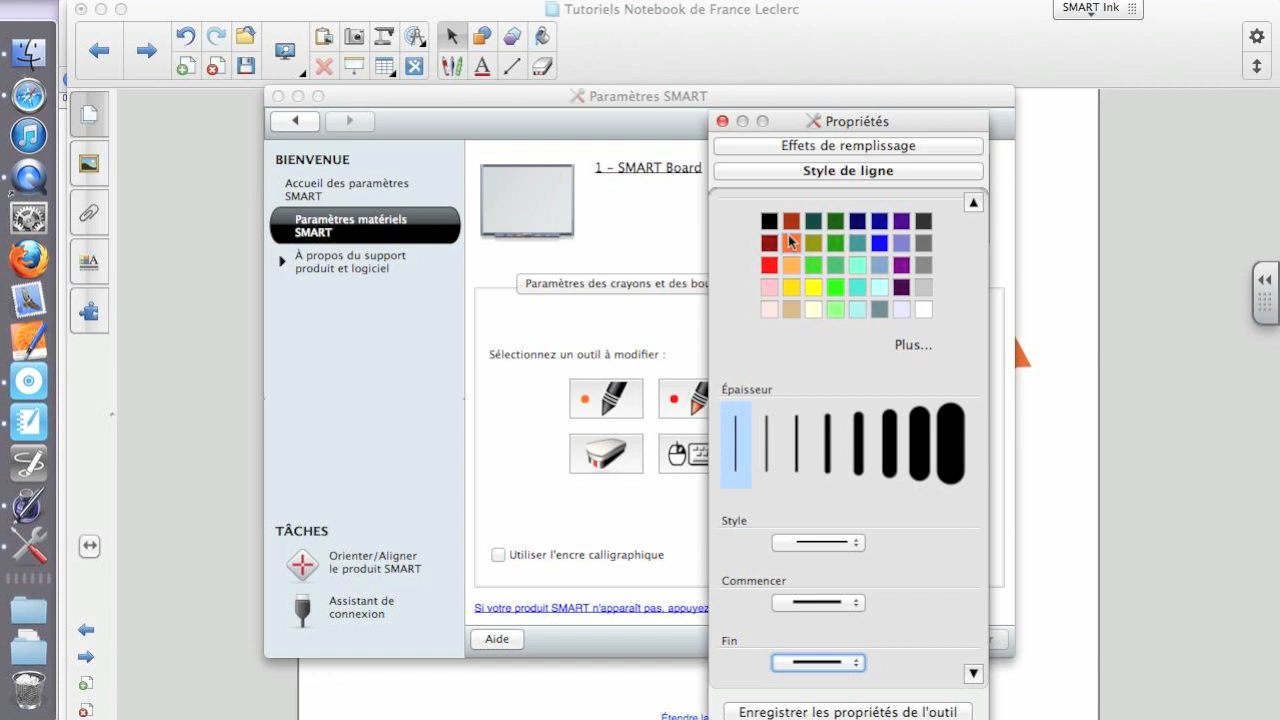 Tutoriels Notebook de France Leclerc
SMART Ink
Paramètres SMART
Propriétés
Effets de remplissage
Style de ligne
BIENVENUE
Accueil des paramètres
SMART
Paramètres matériels
SMART
À propos du support
produit et logiciel
1 – SMART Board
Paramètres des crayons et des bou
Sélectionnez un outil à modifier :
Plus...
Épaisseur
Style
Commencer
Fin
TÂCHES
Orienter/Aligner
le produit SMART
Assistant de
connexion
Utiliser l'encre calligraphique
Si votre produit SMART n'apparaît pas, appuyez
Aide
Enregistrer les propriétés de l'outil
Étendre la